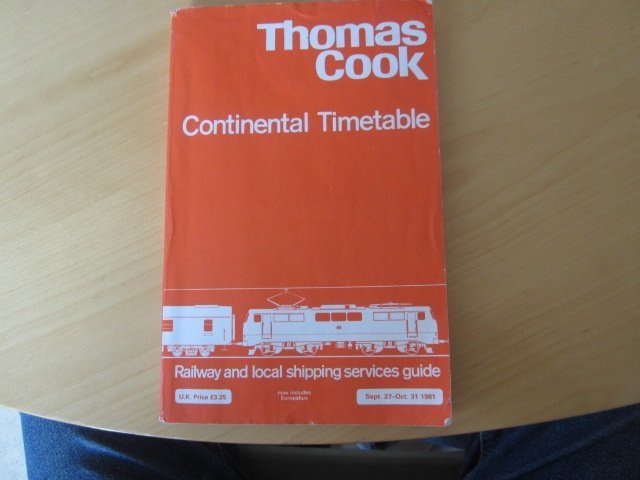 Thomas
Cook
Continental Timetable
Railway and local shipping services guide
U.K. Price £3.25
now includes
Europabus
Sept. 27–Oct. 31 1981